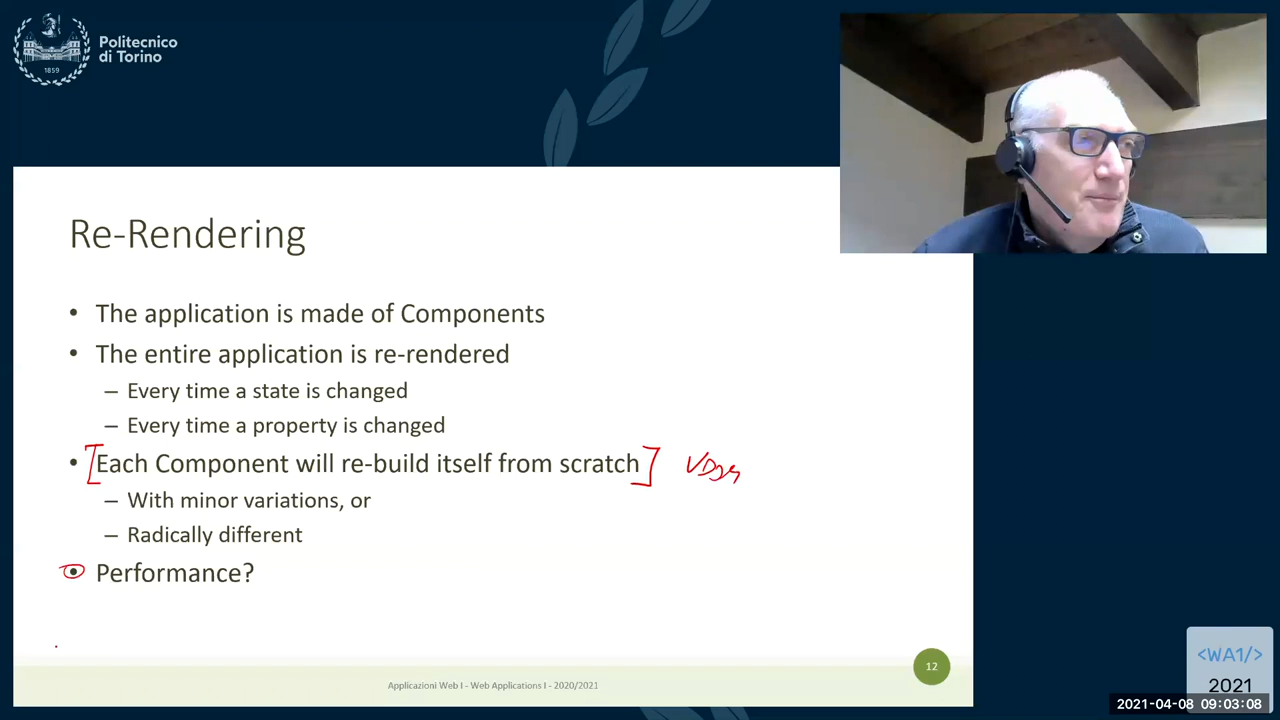 Politecnico
di Torino
1859
Re-Rendering
• The application is made of Components
• The entire application is re-rendered
– Every time a state is changed
– Every time a property is changed
• [Each Component will re-build itself from scratch]
– With minor variations, or
– Radically different
• Performance?
12
Applicazioni Web I - Web Applications I - 2020/2021
<WA1/>
2021
2021-04-08 09:03:08